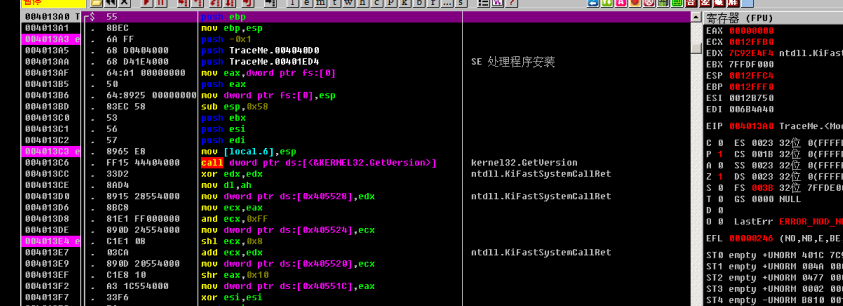 暂停 l e m t w h c p k b z r ... s
004013A0 T ┌$ 55 push ebp
004013A1 . 8BEC mov ebp,esp
004013A3 e . 6A FF push -0x1
004013A5 . 68 D0404000 push TraceMe.004040D0
004013AA . 68 D41E4000 push TraceMe.00401ED4 SE 处理程序安装
004013AF . 64:A1 00000000 mov eax,dword ptr fs:[0]
004013B5 . 50 push eax
004013B6 . 64:8925 00000000 mov dword ptr fs:[0],esp
004013BD . 83EC 58 sub esp,0x58
004013C0 . 53 push ebx
004013C1 . 56 push esi
004013C2 . 57 push edi
004013C3 e . 8965 E8 mov [local.6],esp
004013C6 . FF15 44404000 call dword ptr ds:[<&KERNEL32.GetVersion>] kernel32.GetVersion
004013CC . 33D2 xor edx,edx ntdll.KiFastSystemCallRet
004013CE . 8AD4 mov dl,ah
004013D0 . 8915 28554000 mov dword ptr ds:[0x405528],edx ntdll.KiFastSystemCallRet
004013D6 . 8BC8 mov ecx,eax
004013D8 . 81E1 FF000000 and ecx,0xFF
004013DE . 890D 24554000 mov dword ptr ds:[0x405524],ecx
004013E4 e . C1E1 08 shl ecx,0x8
004013E7 . 03CA add ecx,edx ntdll.KiFastSystemCallRet
004013E9 . 890D 20554000 mov dword ptr ds:[0x405520],ecx
004013EF . C1E8 10 shr eax,0x10
004013F2 . A3 1C554000 mov dword ptr ds:[0x40551C],eax
004013F7 . 33F6 xor esi,esi
寄存器 (FPU)
EAX 00000000
ECX 0012FFB0
EDX 7C92E4F4 ntdll.KiFas
EBX 7FFDF000
ESP 0012FFC4
EBP 0012FFF0
ESI 0012B750
EDI 006B4A40
EIP 004013A0 TraceMe.<Mo
C 0 ES 0023 32位 0(FFFF
P 1 CS 001B 32位 0(FFFF
A 0 SS 0023 32位 0(FFFF
Z 1 DS 0023 32位 0(FFFF
S 0 FS 003B 32位 7FFDE0
T 0 GS 0000 NULL
D 0
O 0 LastErr ERROR_MOD_N
EFL 00000246 (NO,NB,E,BE
ST0 empty +UNORM 401C 7C9
ST1 empty +UNORM 004A 000
ST2 empty +UNORM 0477 000
ST3 empty +UNORM 0002 000
ST4 empty +UNORM B810 001